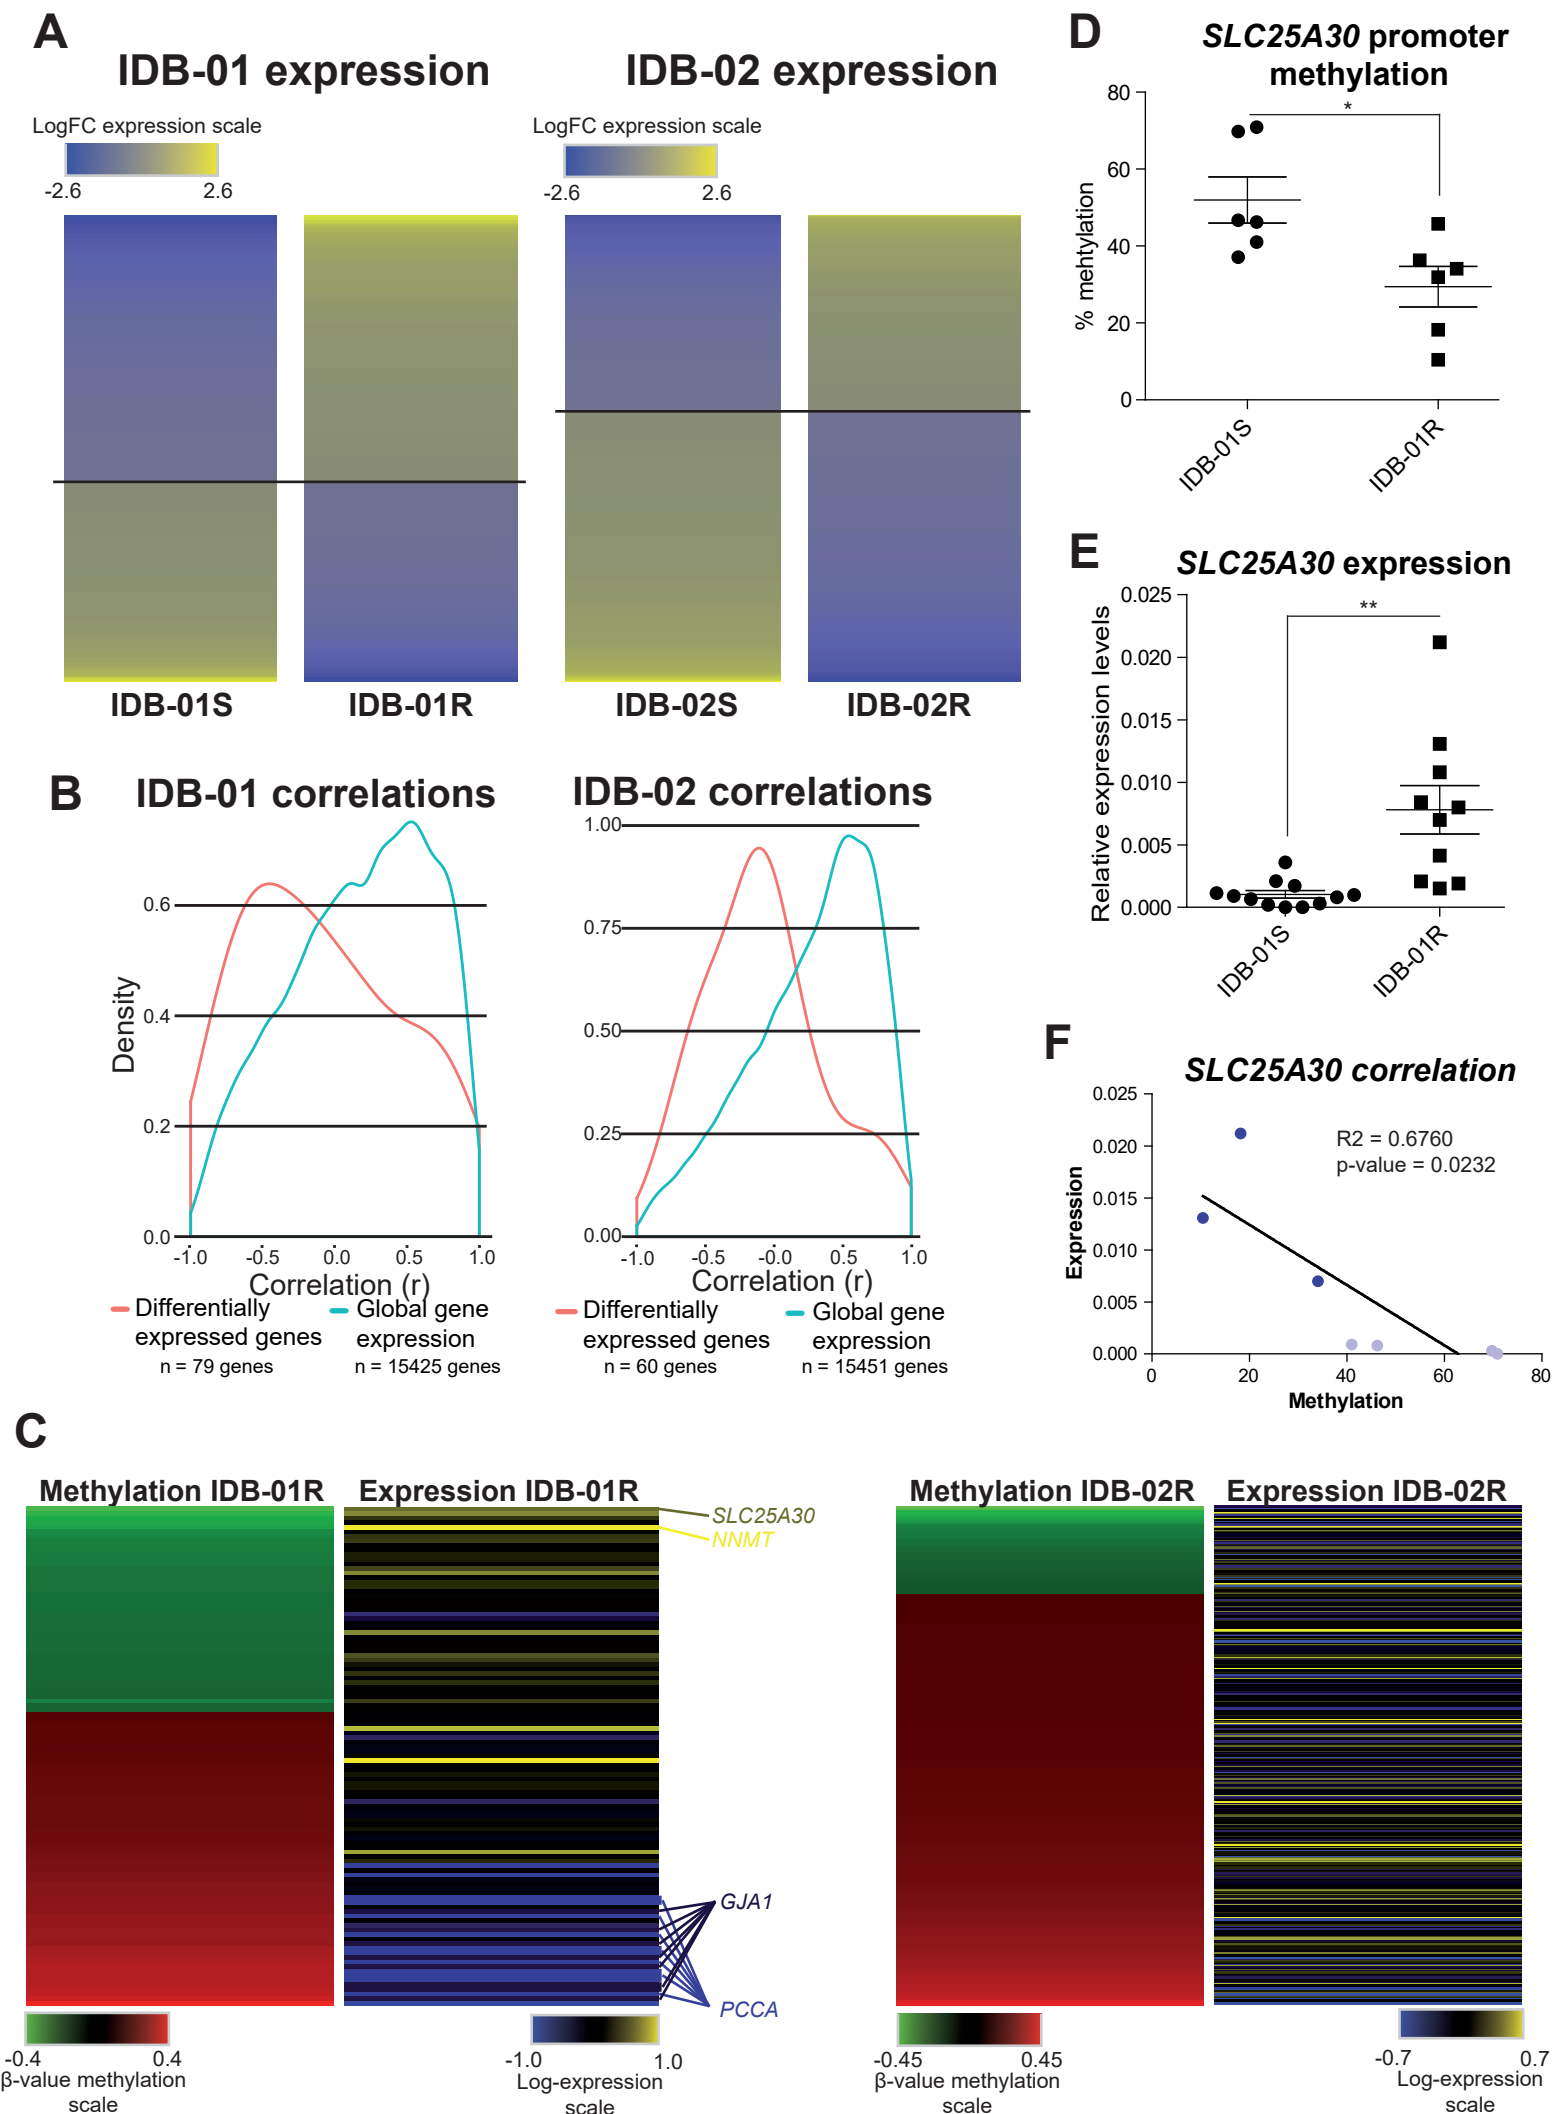 A
IDB-01 expression
IDB-02 expression
LogFC expression scale
-2.6 2.6
LogFC expression scale
-2.6 2.6
IDB-01S IDB-01R
IDB-02S IDB-02R
B
IDB-01 correlations
Density
0.6
0.4
0.2
0.0
-1.0 -0.5 0.0 0.5 1.0
Correlation (r)
Differentially
expressed genes
n = 79 genes
Global gene
expression
n = 15425 genes
IDB-02 correlations
1.00
0.75
0.50
0.25
0.00
-1.0 -0.5 -0.0 0.5 1.0
Correlation (r)
Differentially
expressed genes
n = 60 genes
Global gene
expression
n = 15451 genes
C
Methylation IDB-01R
Expression IDB-01R
SLC25A30
NNMT
GJA1
PCCA
-0.4 0.4
β-value methylation
scale
-1.0 1.0
Log-expression
scale
Methylation IDB-02R
Expression IDB-02R
-0.45 0.45
β-value methylation
scale
-0.7 0.7
Log-expression
scale
D
SLC25A30 promoter
methylation
% mehtylation
80
60
40
20
0
*
IDB-01S
IDB-01R
E
SLC25A30 expression
Relative expression levels
0.025
0.020
0.015
0.010
0.005
0.000
**
IDB-01S
IDB-01R
F
SLC25A30 correlation
Expression
0.025
0.020
0.015
0.010
0.005
0.000
R2 = 0.6760
p-value = 0.0232
0 20 40 60 80
Methylation